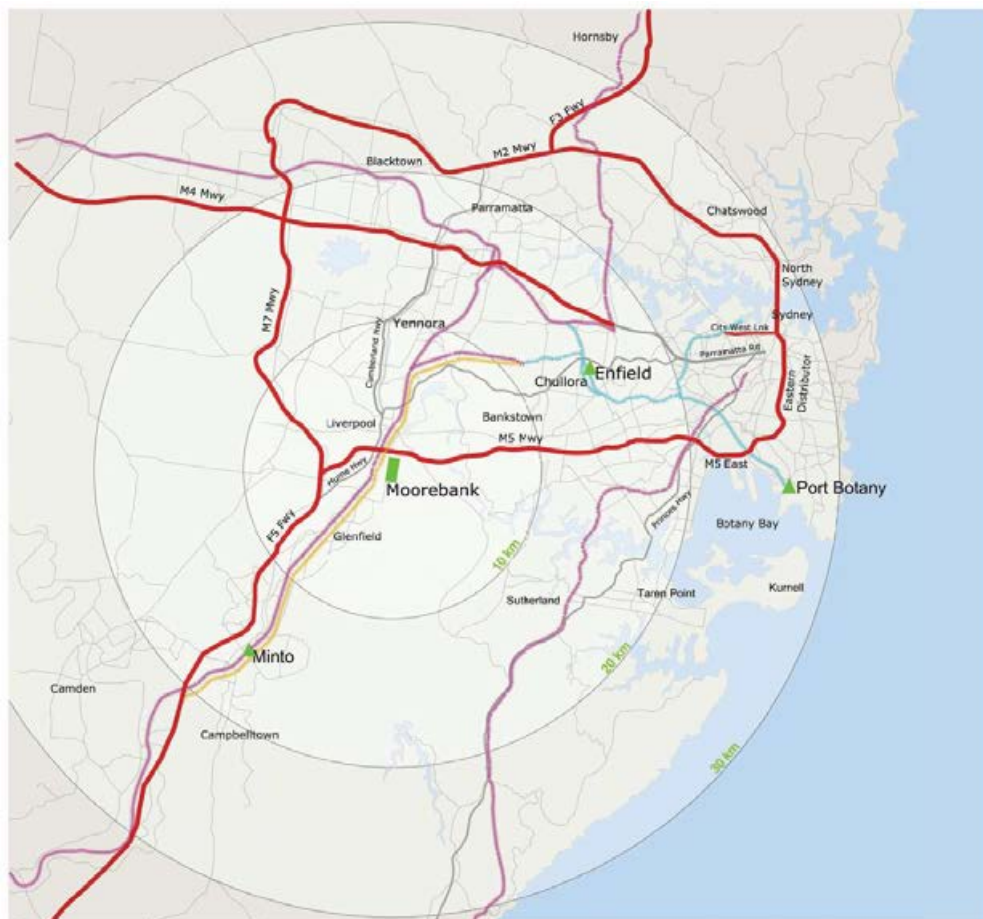 Hornsby
F3 Fwy
M2 Mwy
Blacktown
M4 Mwy
Parramatta
Chatswood
North
Sydney
M7 Mwy
Sydney
City West Lnk
Yennora
Cumberland Hwy
Parramatta Rd
Enfield
Chullora
Eastern
Distributor
Liverpool
Bankstown
M5 Mwy
M5 East
Hume Hwy
Moorebank
Port Botany
Princes Hwy
F5 Fwy
Glenfield
Botany Bay
10 km
Kurnell
Sutherland
Taren Point
Minto
20 km
Camden
Campbelltown
30 km